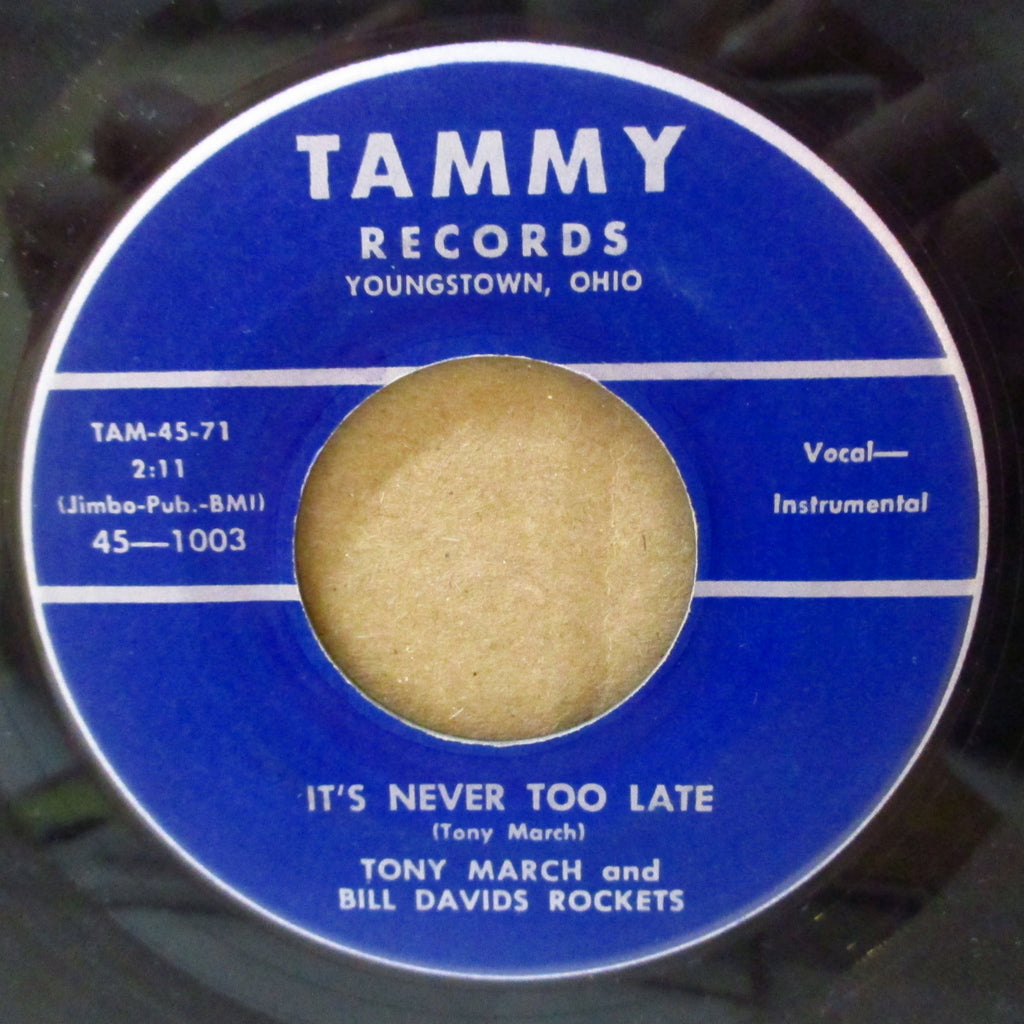 TAMMY
RECORDS
YOUNGSTOWN, OHIO
TAM-45-71
2:11
(Jimbo-Pub.-BMI)
45—1003
Vocal—
Instrumental
IT'S NEVER TOO LATE
(Tony March)
TONY MARCH and
BILL DAVIDS ROCKETS